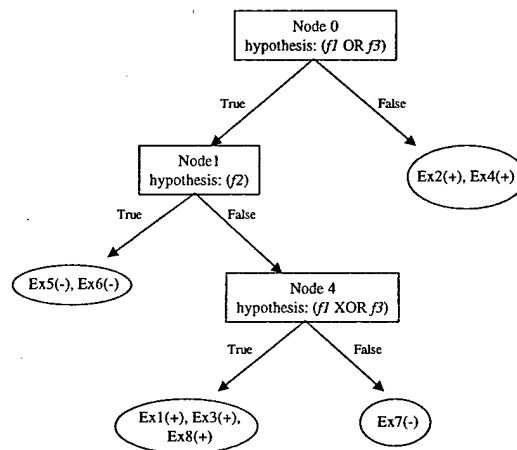 Node 0
hypothesis: (f1 OR f3)
True
False
Node1
hypothesis: (f2)
Ex2(+), Ex4(+)
True
False
Ex5(-), Ex6(-)
Node 4
hypothesis: (f1 XOR f3)
True
False
Ex1(+), Ex3(+),
Ex8(+)
Ex7(-)